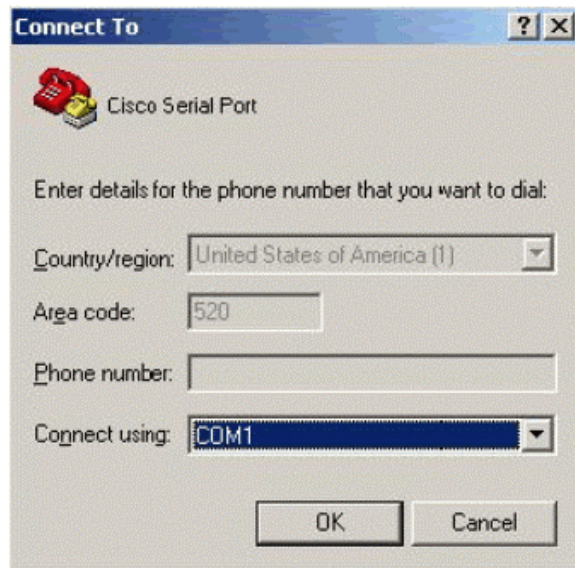 Connect To
Cisco Serial Port
Enter details for the phone number that you want to dial:
Country/region: United States of America (1)
Area code: 520
Phone number:
Connect using: COM1
OK Cancel